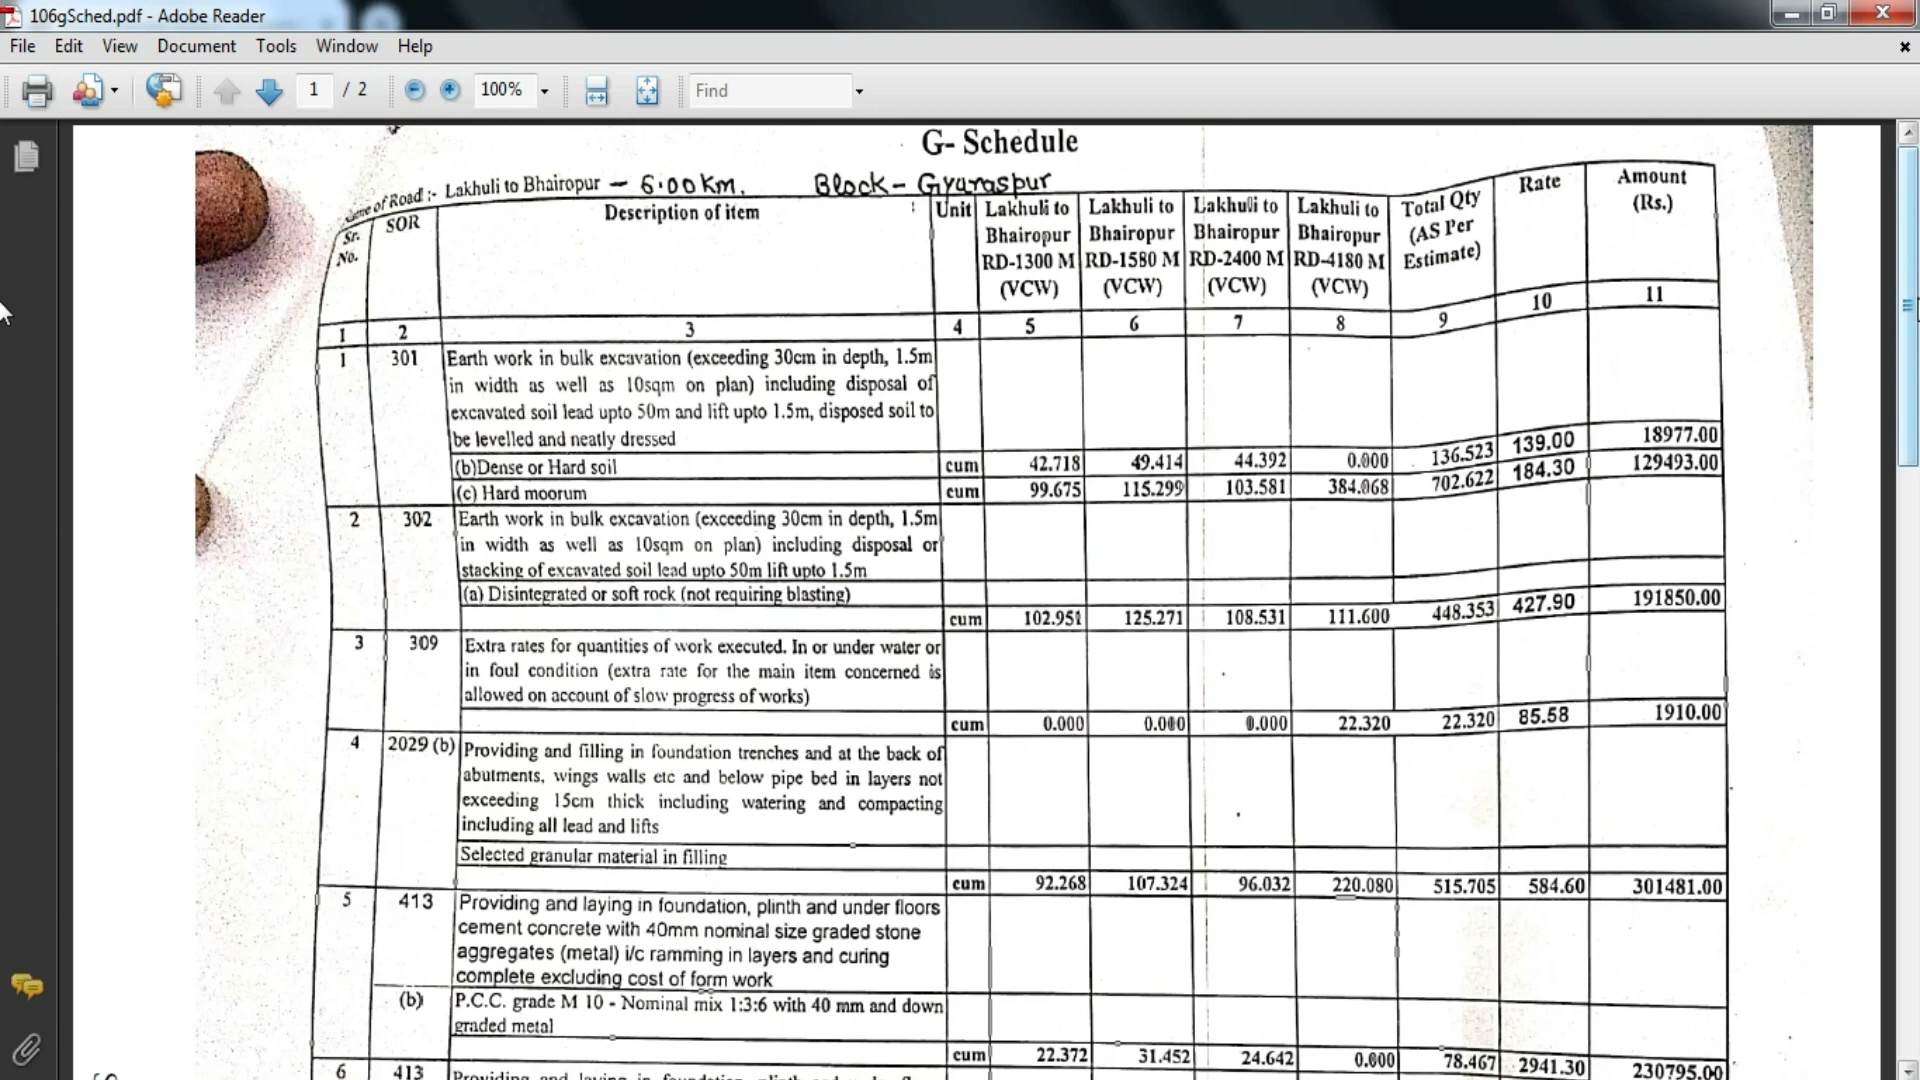 106gSched.pdf - Adobe Reader
File Edit View Document Tools Window Help
1 / 2 100% Find
G- Schedule
of Road :- Lakhuli to Bhairopur - 6.00 Km. Block - Gyaraspur
Sr. No. SOR Description of item Unit Lakhuli to Bhairopur RD-1300 M (VCW) Lakhuli to Bhairopur RD-1580 M (VCW) Lakhuli to Bhairopur RD-2400 M (VCW) Lakhuli to Bhairopur RD-4180 M (VCW) Total Qty (AS Per Estimate) Rate Amount (Rs.)
1 2 3 4 5 6 7 8 9 10 11
1 301 Earth work in bulk excavation (exceeding 30cm in depth, 1.5m
in width as well as 10sqm on plan) including disposal of
excavated soil lead upto 50m and lift upto 1.5m, disposed soil to
be levelled and neatly dressed
(b)Dense or Hard soil cum 42.718 49.414 44.392 0.000 136.523 139.00 18977.00
(c) Hard moorum cum 99.675 115.299 103.581 384.068 702.622 184.30 129493.00
2 302 Earth work in bulk excavation (exceeding 30cm in depth, 1.5m
in width as well as 10sqm on plan) including disposal or
stacking of excavated soil lead upto 50m lift upto 1.5m
(a) Disintegrated or soft rock (not requiring blasting)
cum 102.951 125.271 108.531 111.600 448.353 427.90 191850.00
3 309 Extra rates for quantities of work executed. In or under water or
in foul condition (extra rate for the main item concerned is
allowed on account of slow progress of works)
cum 0.000 0.000 0.000 22.320 22.320 85.58 1910.00
4 2029 (b) Providing and filling in foundation trenches and at the back of
abutments, wings walls etc and below pipe bed in layers not
exceeding 15cm thick including watering and compacting
including all lead and lifts
Selected granular material in filling
cum 92.268 107.324 96.032 220.080 515.705 584.60 301481.00
5 413 Providing and laying in foundation, plinth and under floors
cement concrete with 40mm nominal size graded stone
aggregates (metal) i/c ramming in layers and curing
complete excluding cost of form work
(b) P.C.C. grade M 10 - Nominal mix 1:3:6 with 40 mm and down
graded metal
cum 22.372 31.452 24.642 0.000 78.467 2941.30 230795.00
6 413 Providing and laying in foundation, plinth and under